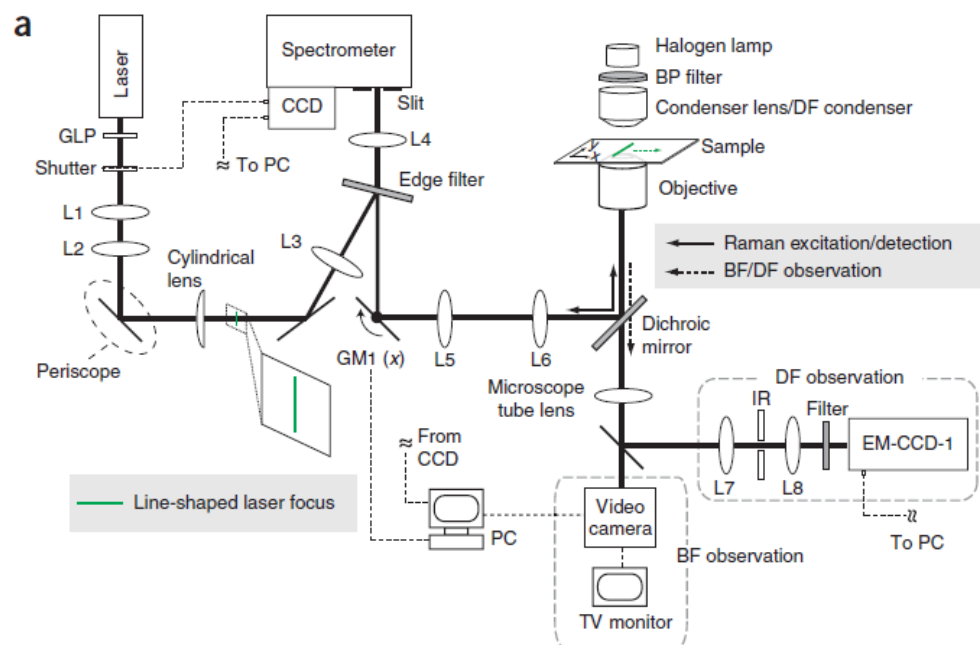 a
Laser
GLP
Shutter
L1
L2
Periscope
Cylindrical
lens
Spectrometer
CCD
Slit
To PC
L4
Edge filter
L3
GM1 (x)
L5
L6
Halogen lamp
BP filter
Condenser lens/DF condenser
y
x
Sample
Objective
Raman excitation/detection
BF/DF observation
Dichroic
mirror
Microscope
tube lens
DF observation
IR
Filter
EM-CCD-1
L7
L8
To PC
From
CCD
Line-shaped laser focus
PC
Video
camera
BF observation
TV monitor